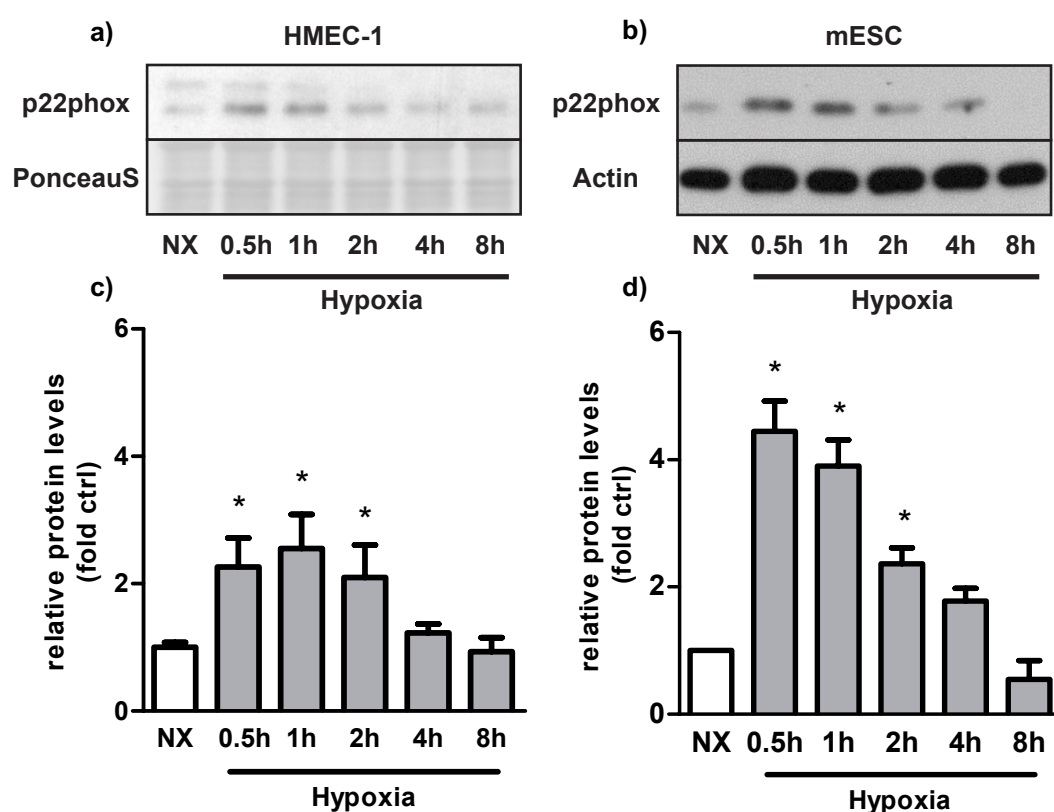 a)
HMEC-1
p22phox
PonceauS
NX 0.5h 1h 2h 4h 8h
Hypoxia
b)
mESC
p22phox
Actin
NX 0.5h 1h 2h 4h 8h
Hypoxia
c)
relative protein levels
(fold ctrl)
6
4
2
0
* * *
NX 0.5h 1h 2h 4h 8h
Hypoxia
d)
relative protein levels
(fold ctrl)
6
4
2
0
* * *
NX 0.5h 1h 2h 4h 8h
Hypoxia